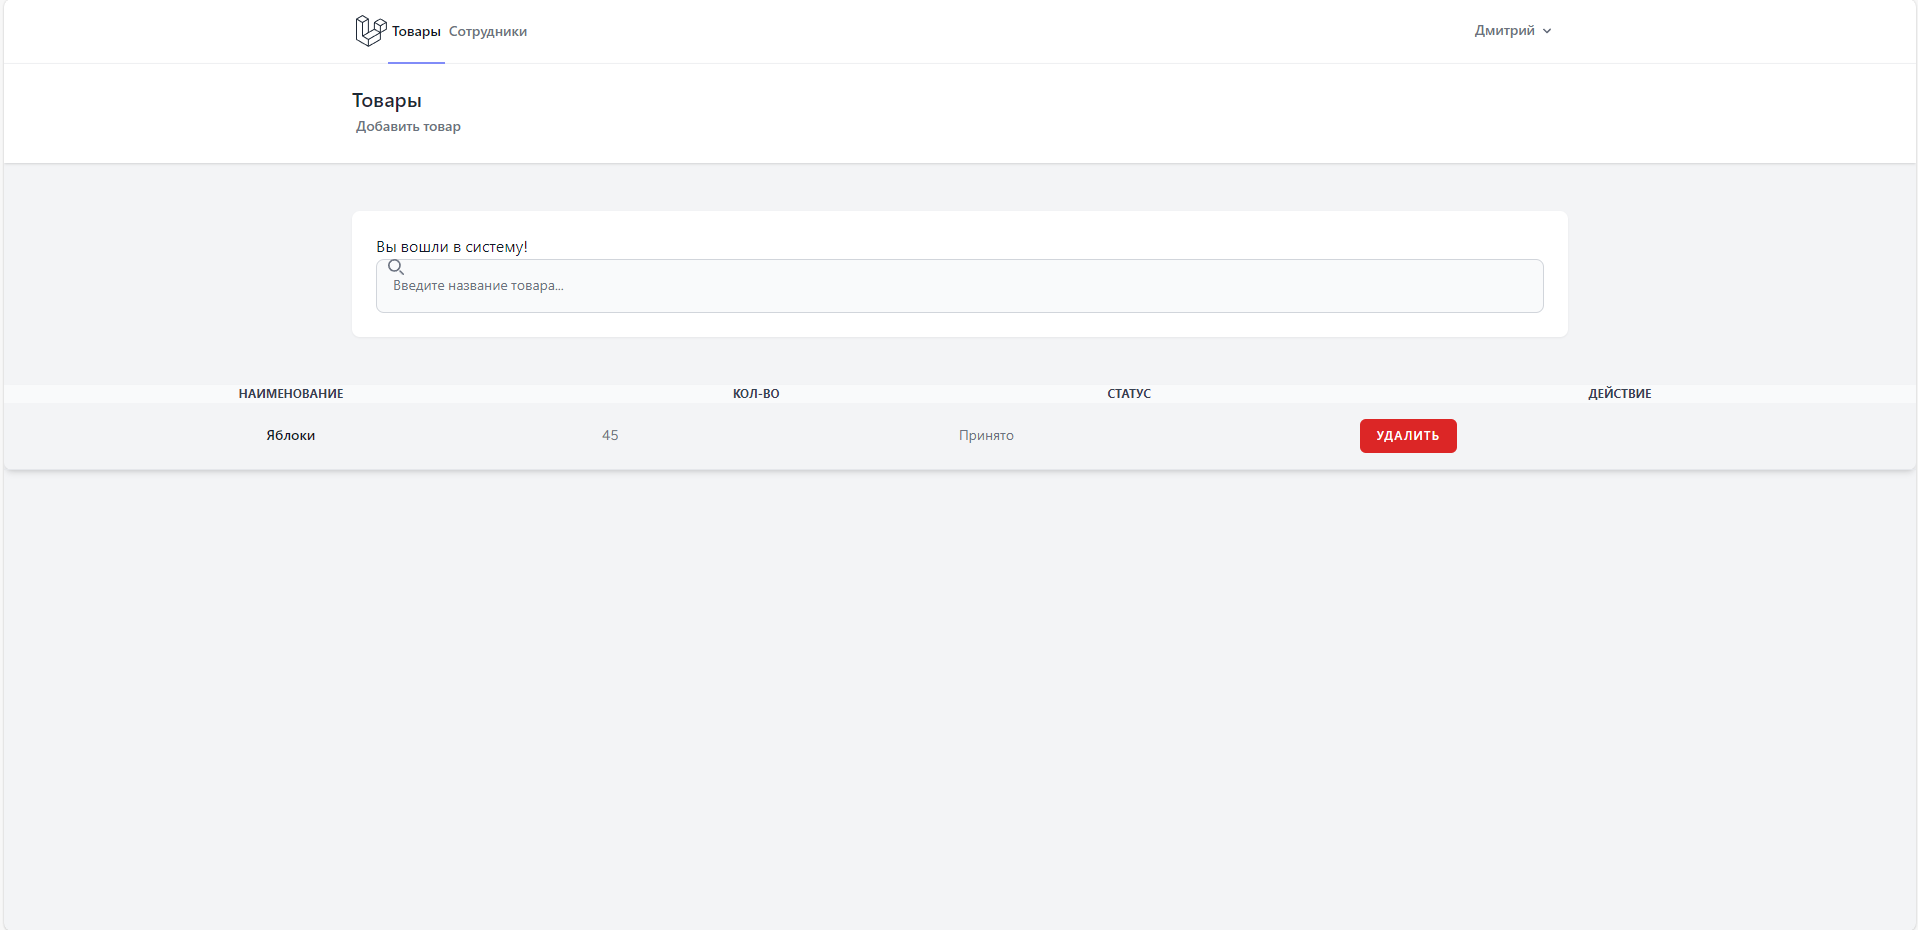 Товары Сотрудники Дмитрий
Товары
Добавить товар
Вы вошли в систему!
Введите название товара...
НАИМЕНОВАНИЕ КОЛ-ВО СТАТУС ДЕЙСТВИЕ
Яблоки 45 Принято УДАЛИТЬ